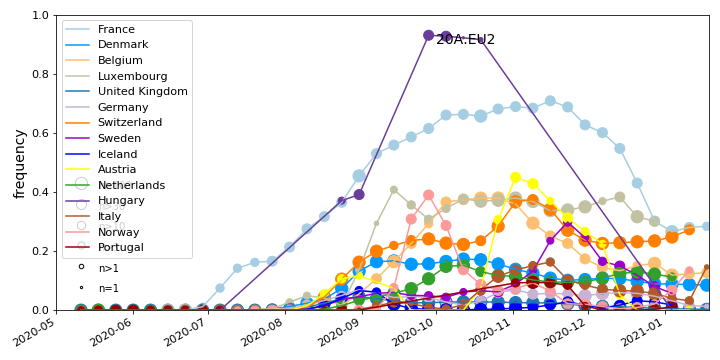 1.0
0.8
0.6
0.4
0.2
0.0
frequency
France
Denmark
Belgium
Luxembourg
United Kingdom
Germany
Switzerland
Sweden
Iceland
Austria
Netherlands
Hungary
Italy
Norway
Portugal
n>1
n=1
20A.EU2
2020-05
2020-06
2020-07
2020-08
2020-09
2020-10
2020-11
2020-12
2021-01